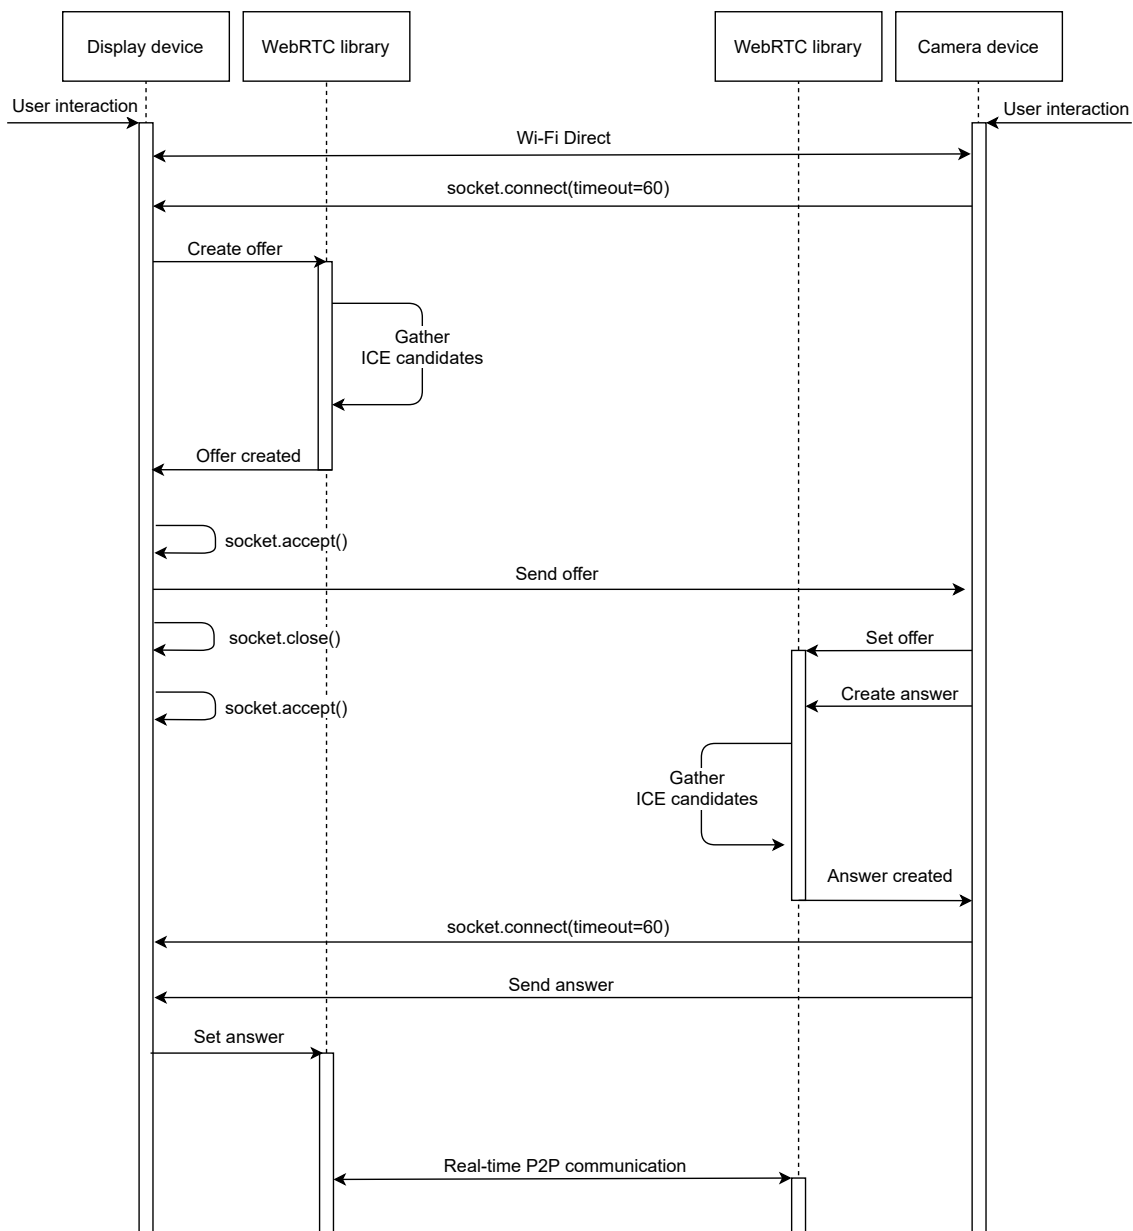 Display device
WebRTC library
WebRTC library
Camera device
User interaction
User interaction
Wi-Fi Direct
socket.connect(timeout=60)
Create offer
Gather
ICE candidates
Offer created
socket.accept()
Send offer
socket.close()
Set offer
Create answer
socket.accept()
Gather
ICE candidates
Answer created
socket.connect(timeout=60)
Send answer
Set answer
Real-time P2P communication